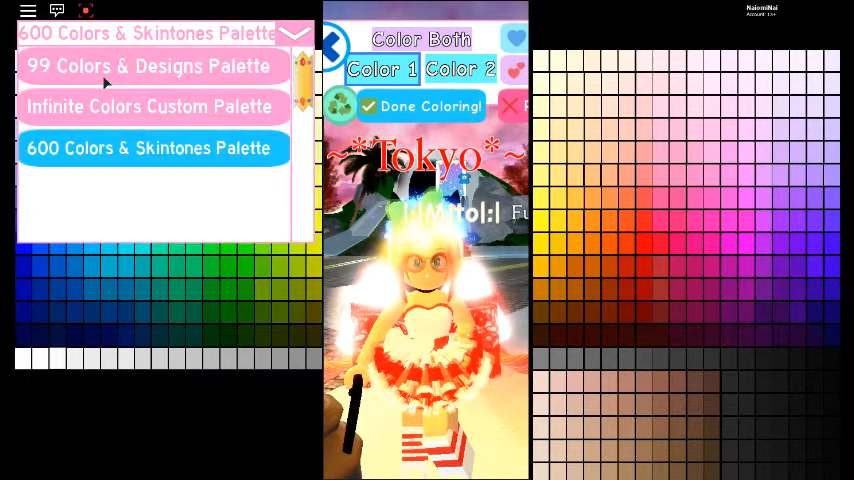 600 Colors & Skintones Palette
99 Colors & Designs Palette
Infinite Colors Custom Palette
600 Colors & Skintones Palette
Color Both
Color 1
Color 2
Done Coloring!
~*Tokyo*~
NaiomiNai
Account: 13+